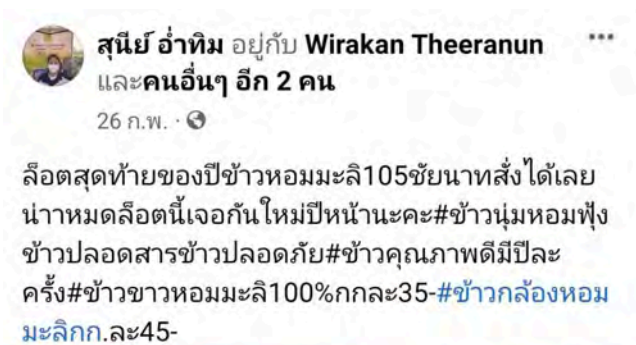 สุนีย์ อ่ำทิม อยู่กับ Wirakan Theeranun
และคนอื่นๆ อีก 2 คน
26 ก.พ. ·
ล็อตสุดท้ายของปีข้าวหอมมะลิ105ชัยนาทสั่งได้เลย
น่าาหมดล็อตนี้เจอกันใหม่ปีหน้านะคะ#ข้าวนุ่มหอมฟุ้ง
ข้าวปลอดสารข้าวปลอดภัย#ข้าวคุณภาพดีมีปีละ
ครั้ง#ข้าวขาวหอมมะลิ100%กกละ35-#ข้าวกล้องหอม
มะลิกก.ละ45-